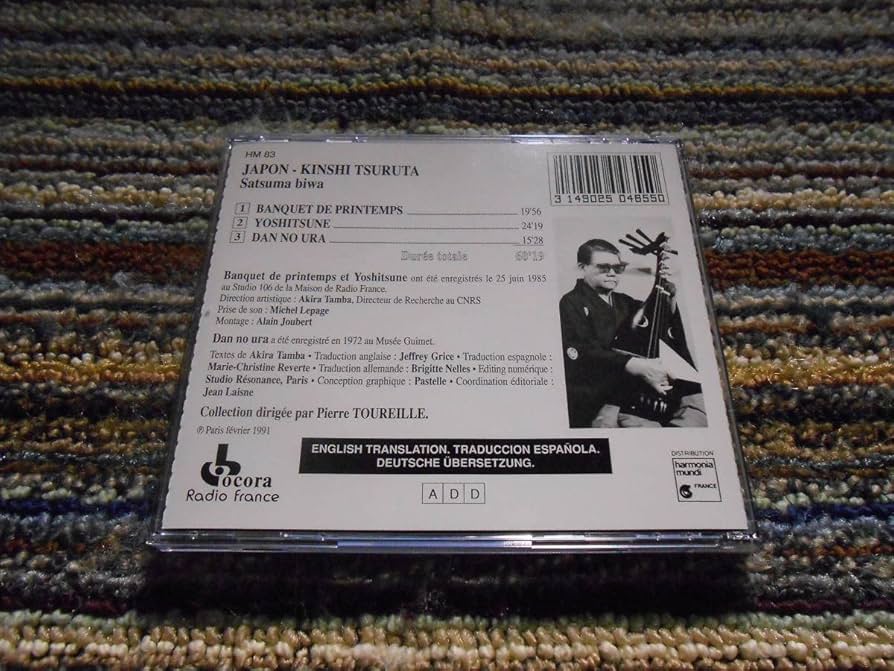 HM 83
JAPON - KINSHI TSURUTA
Satsuma biwa
3 149025 046550
1 BANQUET DE PRINTEMPS 19'56
2 YOSHITSUNE 24'19
3 DAN NO URA 15'28
Durée totale 60'19
Banquet de printemps et Yoshitsune ont été enregistrés le 25 juin 1985
au Studio 106 de la Maison de Radio France.
Direction artistique : Akira Tamba, Directeur de Recherche au CNRS
Prise de son : Michel Lepage
Montage : Alain Joubert
Dan no ura a été enregistré en 1972 au Musée Guimet.
Textes de Akira Tamba • Traduction anglaise : Jeffrey Grice • Traduction espagnole :
Marie-Christine Reverte • Traduction allemande : Brigitte Nelles • Editing numérique :
Studio Résonance, Paris • Conception graphique : Pastelle • Coordination éditoriale :
Jean Laisne
Collection dirigée par Pierre TOUREILLE.
℗ Paris février 1991
ocora
Radio france
ENGLISH TRANSLATION. TRADUCCION ESPAÑOLA.
DEUTSCHE ÜBERSETZUNG.
A D D
DISTRIBUTION
harmonia
mundi
FRANCE